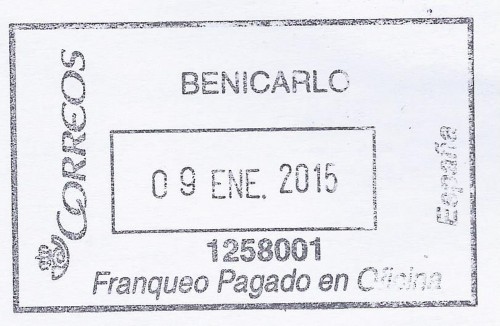 CORREOS
BENICARLO
09 ENE. 2015
España
1258001
Franqueo Pagado en Oficina